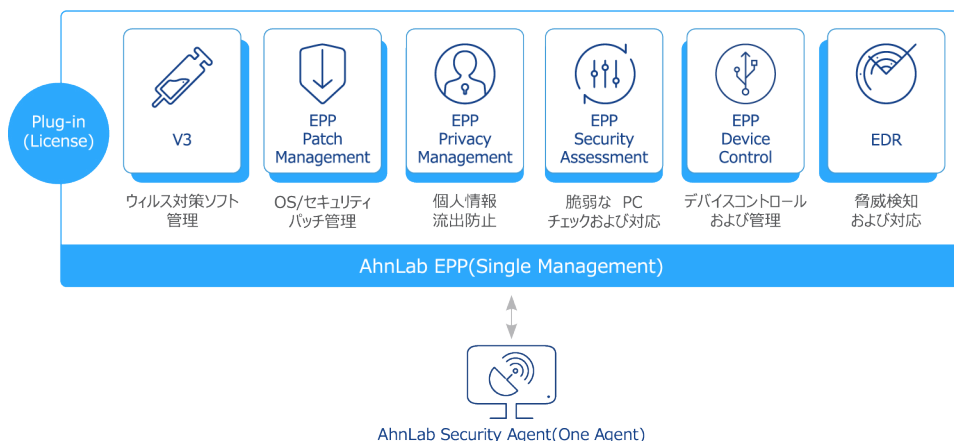 Plug-in
(License)
V3
EPP
Patch
Management
EPP
Privacy
Management
EPP
Security
Assessment
EPP
Device
Control
EDR
ウィルス対策ソフト
管理
OS/セキュリティ
パッチ管理
個人情報
流出防止
脆弱な PC
チェックおよび対応
デバイスコントロール
および管理
脅威検知
および対応
AhnLab EPP(Single Management)
AhnLab Security Agent(One Agent)